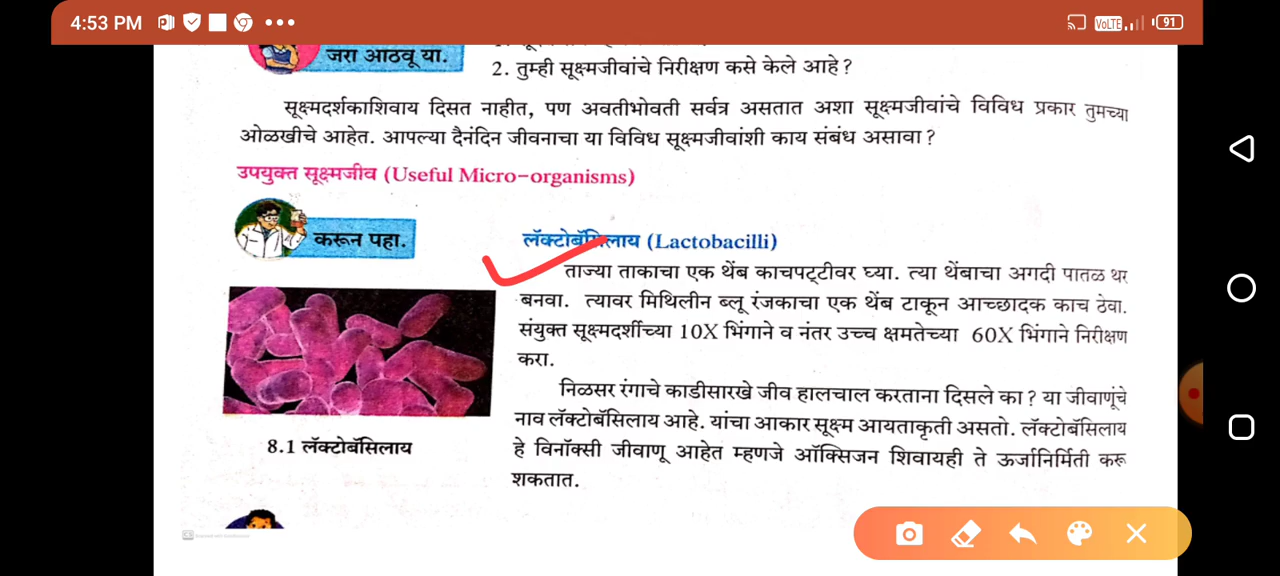 4:53 PM
VoLTE 91
जरा आठवू या.
2. तुम्ही सूक्ष्मजीवांचे निरीक्षण कसे केले आहे ?
सूक्ष्मदर्शकाशिवाय दिसत नाहीत, पण अवतीभोवती सर्वत्र असतात अशा सूक्ष्मजीवांचे विविध प्रकार तुमच्या
ओळखीचे आहेत. आपल्या दैनंदिन जीवनाचा या विविध सूक्ष्मजीवांशी काय संबंध असावा ?
उपयुक्त सूक्ष्मजीव (Useful Micro-organisms)
करून पहा.
लॅक्टोबॅसिलाय (Lactobacilli)
ताज्या ताकाचा एक थेंब काचपट्टीवर घ्या. त्या थेंबाचा अगदी पातळ थर
बनवा. त्यावर मिथिलीन ब्लू रंजकाचा एक थेंब टाकून आच्छादक काच ठेवा.
संयुक्त सूक्ष्मदर्शीच्या 10X भिंगाने व नंतर उच्च क्षमतेच्या 60X भिंगाने निरीक्षण
करा.
निळसर रंगाचे काडीसारखे जीव हालचाल करताना दिसले का ? या जीवाणूंचे
नाव लॅक्टोबॅसिलाय आहे. यांचा आकार सूक्ष्म आयताकृती असतो. लॅक्टोबॅसिलाय
हे विनॉक्सी जीवाणू आहेत म्हणजे ऑक्सिजन शिवायही ते ऊर्जानिर्मिती करू
शकतात.
8.1 लॅक्टोबॅसिलाय